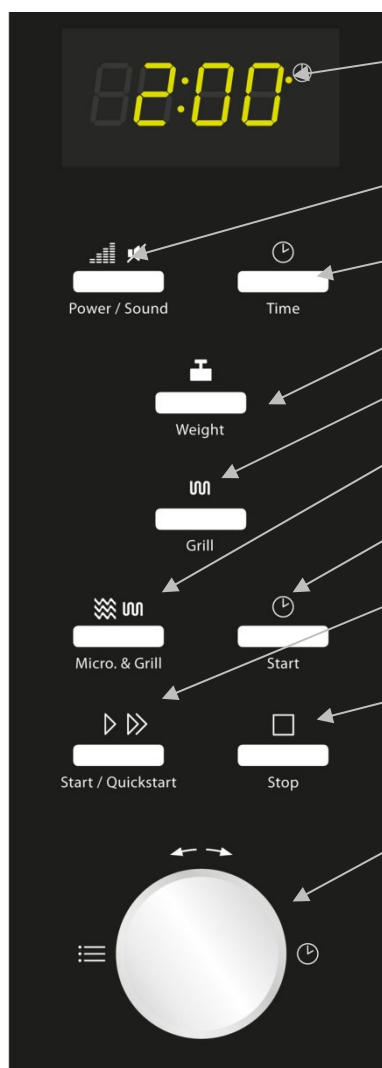 2:00
Power / Sound
Time
Weight
Grill
Micro. & Grill
Start
Start / Quickstart
Stop